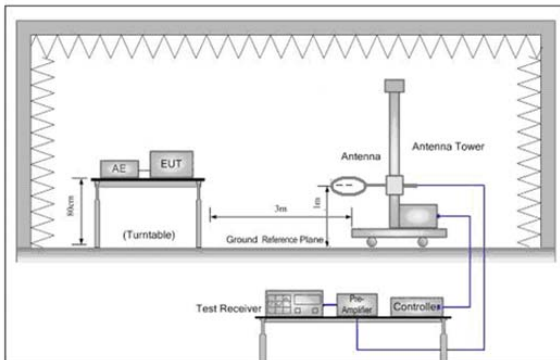 AE
EUT
80cm
(Turntable)
3m
1m
Ground Reference Plane
Antenna
Antenna Tower
Test Receiver
Pre-
Amplifier
Controller